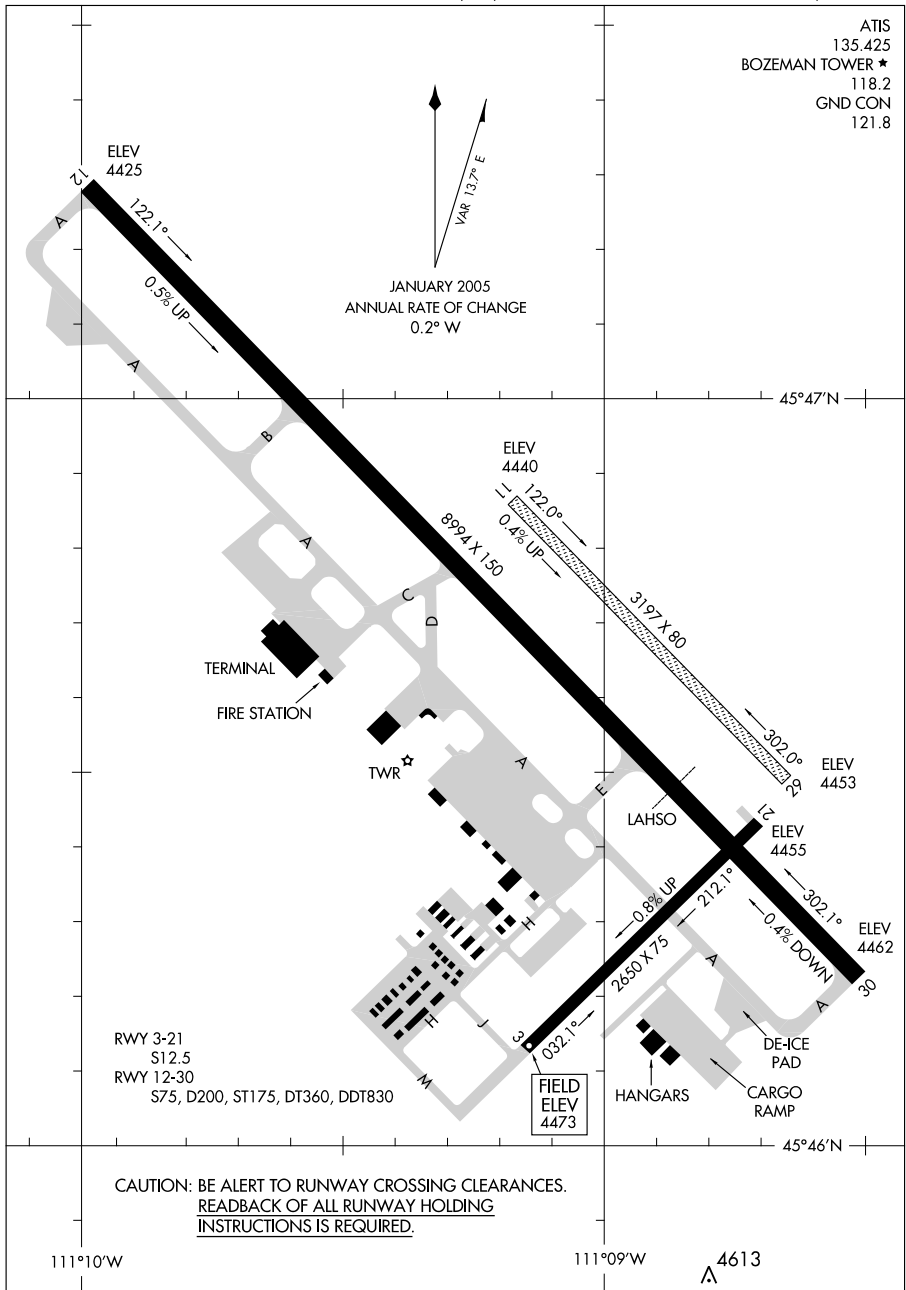 ATIS
135.425
BOZEMAN TOWER ★
118.2
GND CON
121.8
ELEV
4425
12
122.1°
0.5% UP
A
VAR 13.7° E
JANUARY 2005
ANNUAL RATE OF CHANGE
0.2° W
A
45°47'N
B
ELEV
4440
11
122.0°
0.4% UP
8994 X 150
A
3197 X 80
C
D
TERMINAL
FIRE STATION
TWR
A
E
302.0°
29
ELEV
4453
LAHSO
21
ELEV
4455
0.8% UP
212.1°
302.1°
0.4% DOWN
ELEV
4462
30
2650 X 75
H
A
A
H
J
3
032.1°
M
RWY 3-21
S12.5
RWY 12-30
S75, D200, ST175, DT360, DDT830
FIELD
ELEV
4473
HANGARS
CARGO
RAMP
DE-ICE
PAD
45°46'N
CAUTION: BE ALERT TO RUNWAY CROSSING CLEARANCES.
READBACK OF ALL RUNWAY HOLDING
INSTRUCTIONS IS REQUIRED.
111°10'W
111°09'W
4613